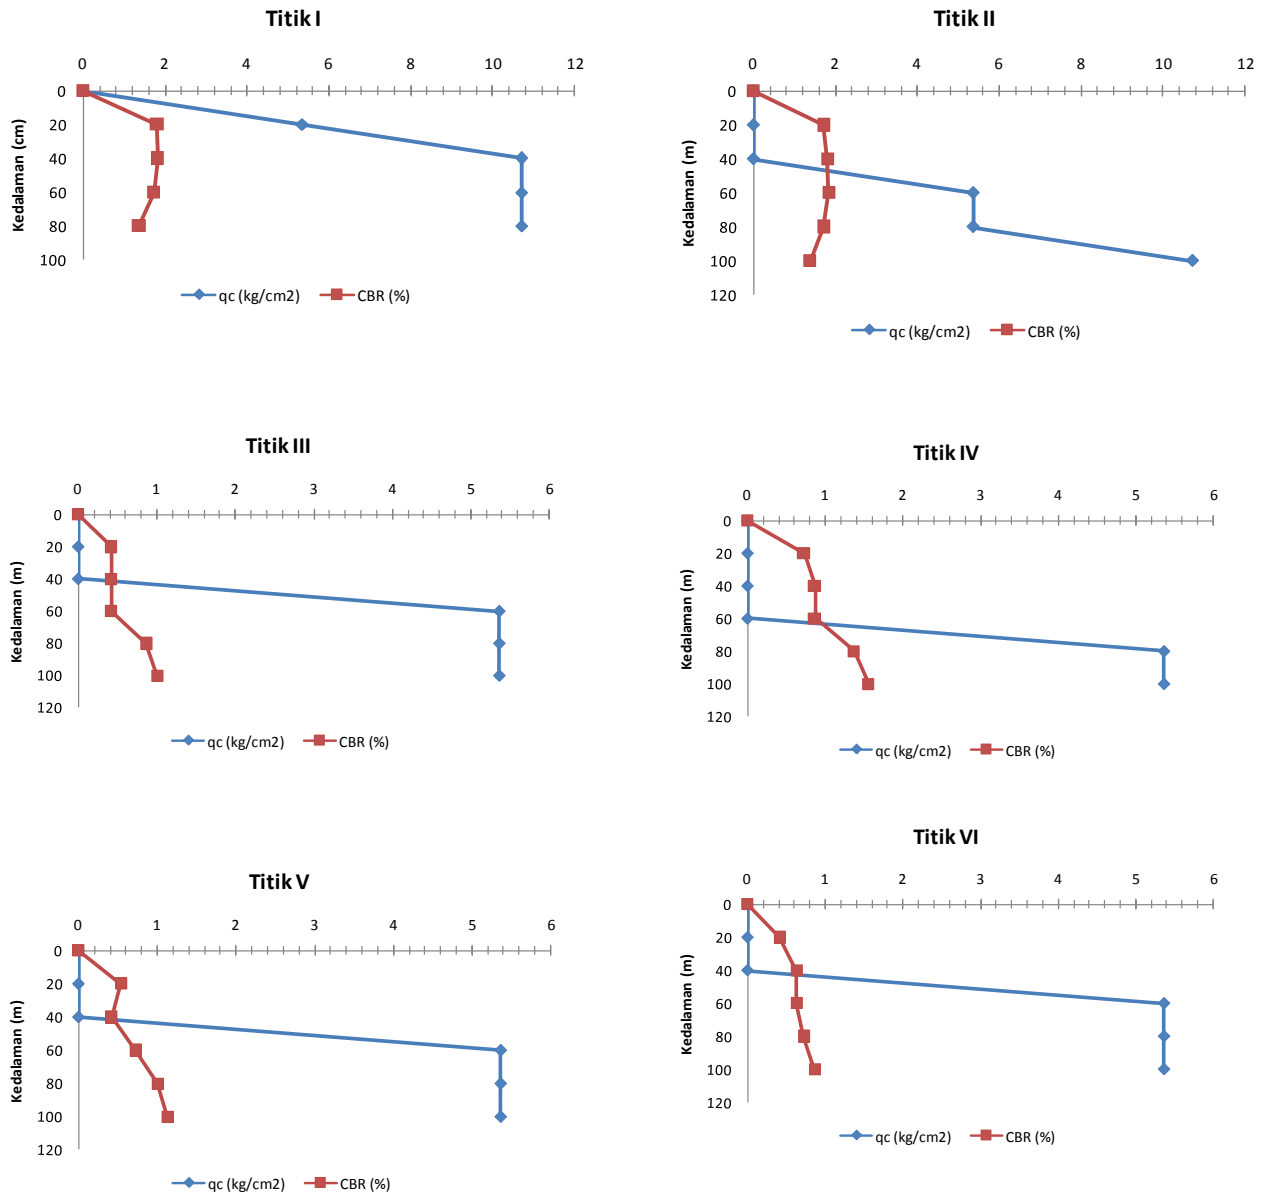 Titik I
0 2 4 6 8 10 12
0
20
40
60
80
100
Kedalaman (cm)
qc (kg/cm2) CBR (%)
Titik II
0 2 4 6 8 10 12
0
20
40
60
80
100
120
Kedalaman (m)
qc (kg/cm2) CBR (%)
Titik III
0 1 2 3 4 5 6
0
20
40
60
80
100
120
Kedalaman (m)
qc (kg/cm2) CBR (%)
Titik IV
0 1 2 3 4 5 6
0
20
40
60
80
100
120
Kedalaman (m)
qc (kg/cm2) CBR (%)
Titik V
0 1 2 3 4 5 6
0
20
40
60
80
100
120
Kedalaman (m)
qc (kg/cm2) CBR (%)
Titik VI
0 1 2 3 4 5 6
0
20
40
60
80
100
120
Kedalaman (m)
qc (kg/cm2) CBR (%)